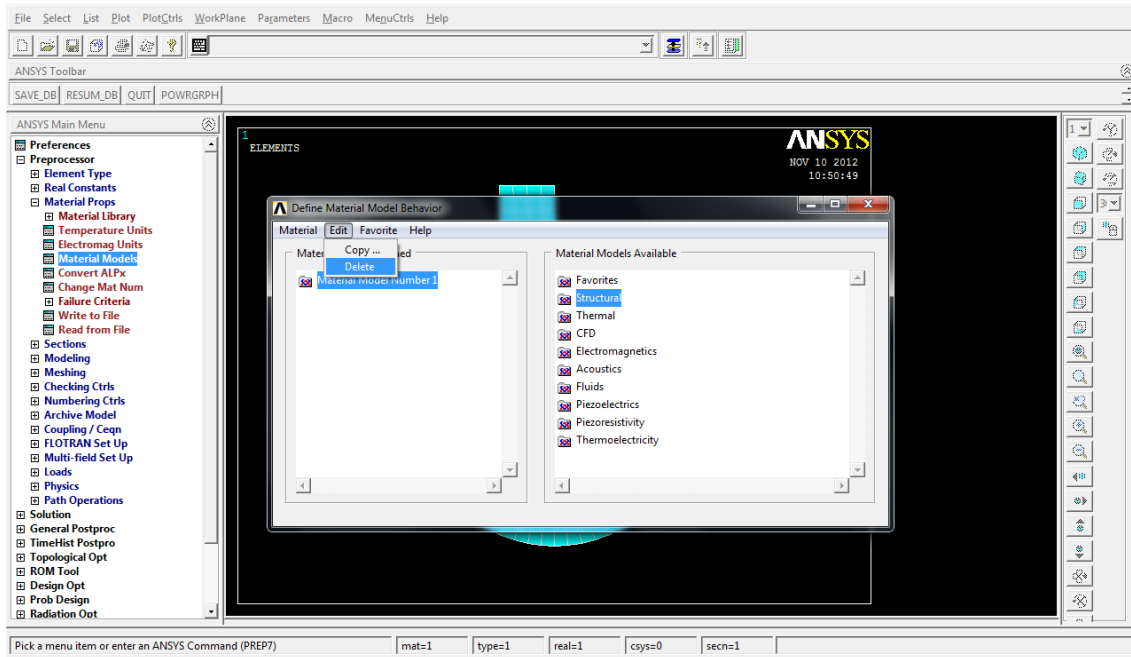 File Select List Plot PlotCtrls WorkPlane Parameters Macro MenuCtrls Help
ANSYS Toolbar
SAVE_DB RESUM_DB QUIT POWRGRPH
ANSYS Main Menu
Preferences
Preprocessor
Element Type
Real Constants
Material Props
Material Library
Temperature Units
Electromag Units
Material Models
Convert ALPx
Change Mat Num
Failure Criteria
Write to File
Read from File
Sections
Modeling
Meshing
Checking Ctrls
Numbering Ctrls
Archive Model
Coupling / Ceqn
FLOTRAN Set Up
Multi-field Set Up
Loads
Physics
Path Operations
Solution
General Postproc
TimeHist Postpro
Topological Opt
ROM Tool
Design Opt
Prob Design
Radiation Opt
1
ELEMENTS
ANSYS
NOV 10 2012
10:50:49
Define Material Model Behavior
Material Edit Favorite Help
Copy ...
Delete
Material Model Number 1
Material Models Available
Favorites
Structural
Thermal
CFD
Electromagnetics
Acoustics
Fluids
Piezoelectrics
Piezoresistivity
Thermoelectricity
1
Pick a menu item or enter an ANSYS Command (PREP7) mat=1 type=1 real=1 csys=0 secn=1